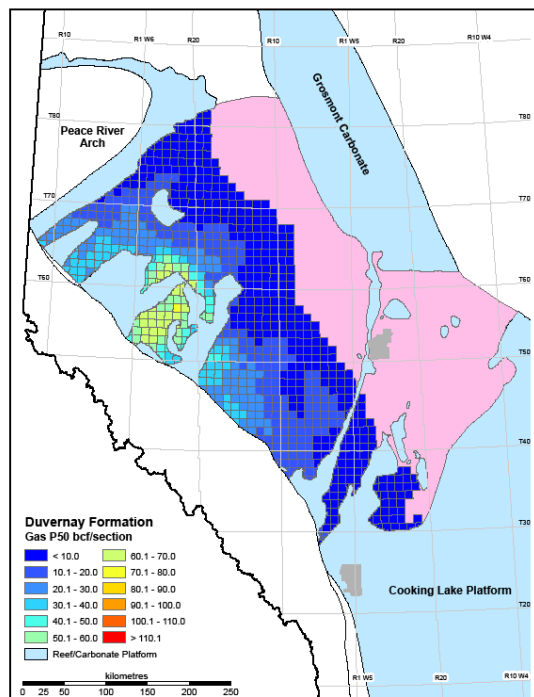 R10
R1 W6
R20
R10
R1 W5
R20
R10 W4
T80
Peace River
Arch
Grosmont Carbonate
T80
T70
T70
T60
T60
T50
T50
T40
T40
T30
T30
T20
Cooking Lake Platform
R1 W5
R20
R10 W4
Duvernay Formation
Gas P50 bcf/section
< 10.0
60.1 - 70.0
10.1 - 20.0
70.1 - 80.0
20.1 - 30.0
80.1 - 90.0
30.1 - 40.0
90.1 - 100.0
40.1 - 50.0
100.1 - 110.0
50.1 - 60.0
> 110.1
Reef/Carbonate Platform
kilometres
0 25 50 100 150 200 250